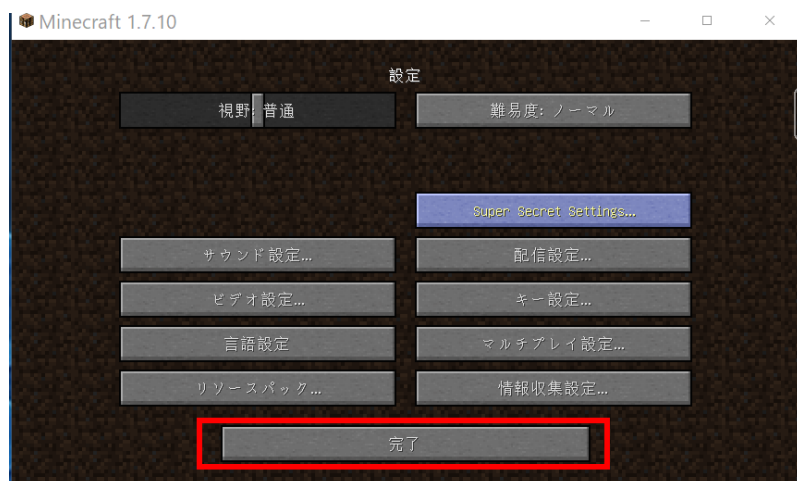 Minecraft 1.7.10
設定
視野: 普通
難易度: ノーマル
Super Secret Settings...
サウンド設定...
配信設定...
ビデオ設定...
キー設定...
言語設定
マルチプレイ設定...
リソースパック...
情報収集設定...
完了